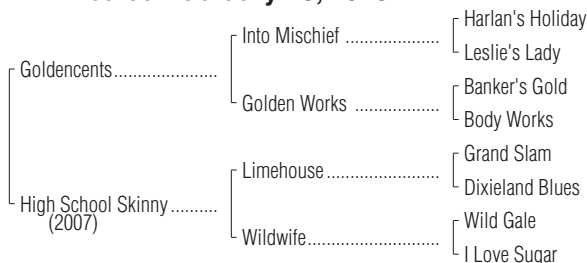 Harlan's Holiday
Into Mischief ....................
Leslie's Lady
Goldencents.......................
Banker's Gold
Golden Works ..................
Body Works
Grand Slam
Limehouse ........................
Dixieland Blues
High School Skinny ..........
(2007)
Wild Gale
Wildwife............................
I Love Sugar